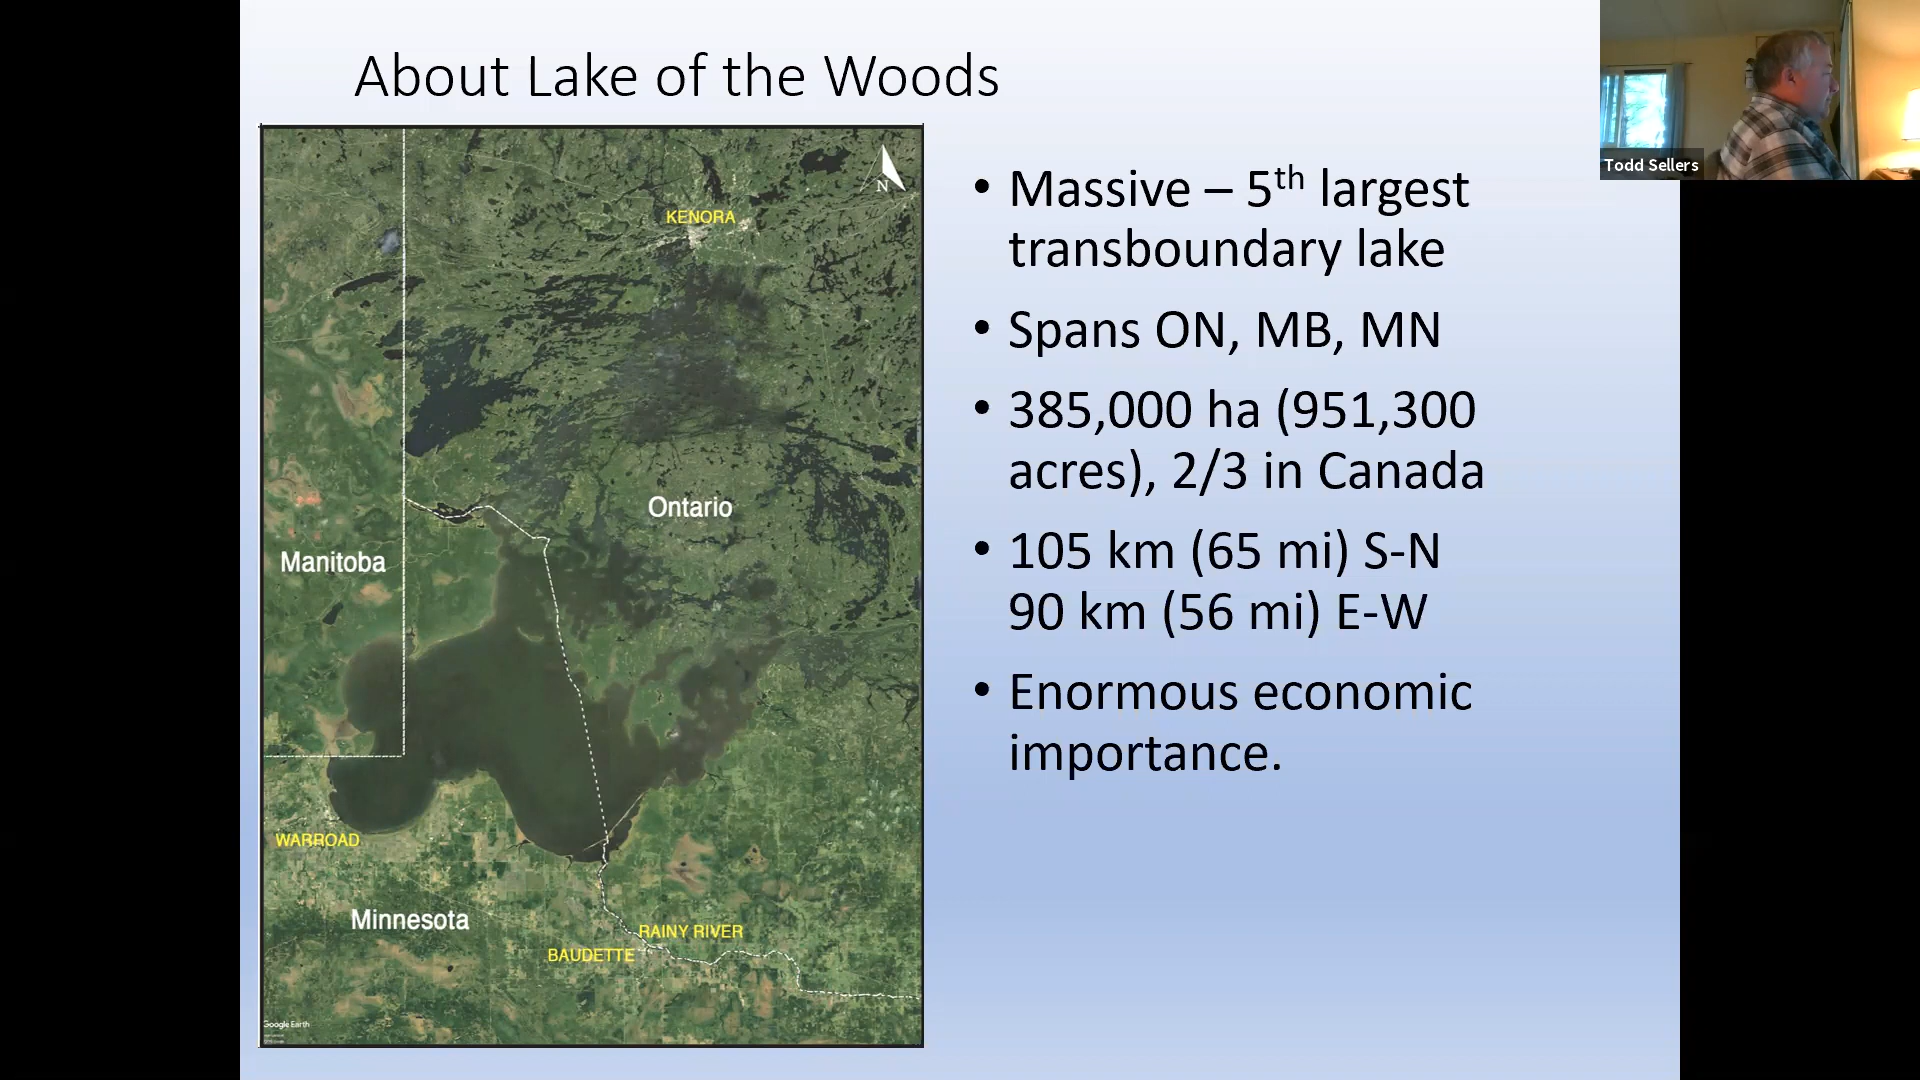 About Lake of the Woods
Todd Sellers
N
KENORA
Ontario
Manitoba
WARROAD
Minnesota
RAINY RIVER
BAUDETTE
Google Earth
• Massive – 5th largest
transboundary lake
• Spans ON, MB, MN
• 385,000 ha (951,300
acres), 2/3 in Canada
• 105 km (65 mi) S-N
90 km (56 mi) E-W
• Enormous economic
importance.